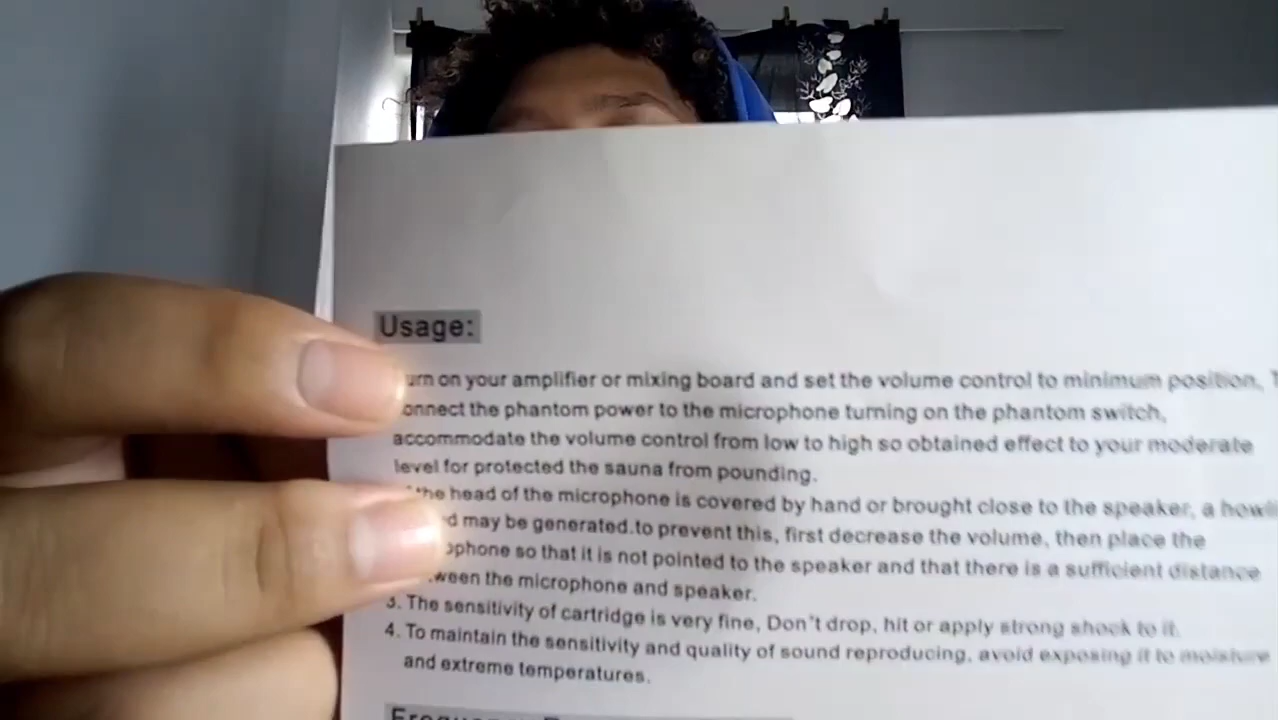 Usage:
urn on your amplifier or mixing board and set the volume control to minimum position, T
onnect the phantom power to the microphone turning on the phantom switch,
accommodate the volume control from low to high so obtained effect to your moderate
level for protected the sauna from pounding.
the head of the microphone is covered by hand or brought close to the speaker, a howli
d may be generated.to prevent this, first decrease the volume, then place the
ophone so that it is not pointed to the speaker and that there is a sufficient distance
ween the microphone and speaker.
3. The sensitivity of cartridge is very fine, Don't drop, hit or apply strong shock to it.
4. To maintain the sensitivity and quality of sound reproducing, avoid exposing it to moisture
and extreme temperatures.